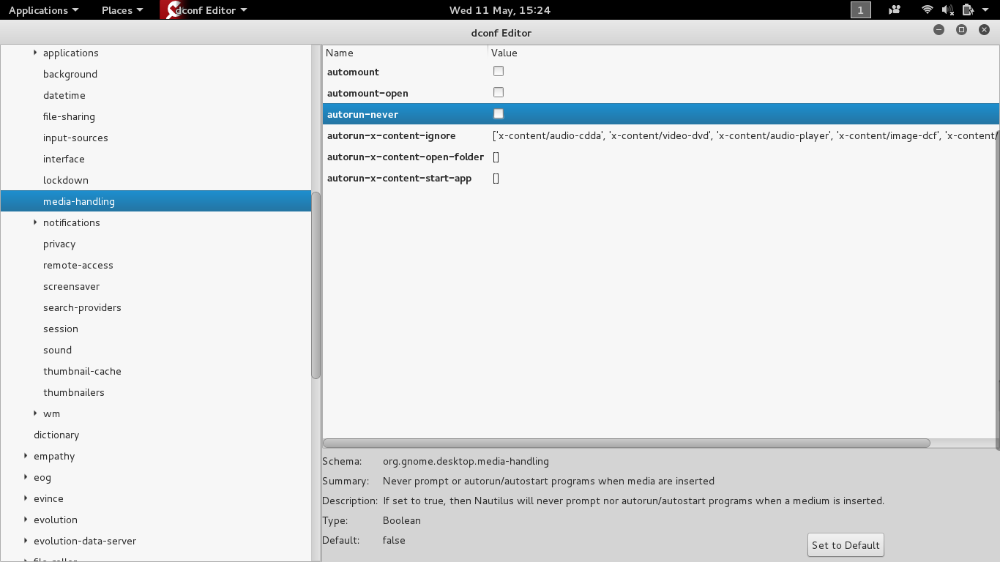 Applications Places dconf Editor Wed 11 May, 15:24 1
dconf Editor
applications
background
datetime
file-sharing
input-sources
interface
lockdown
media-handling
notifications
privacy
remote-access
screensaver
search-providers
session
sound
thumbnail-cache
thumbnailers
wm
dictionary
empathy
eog
evince
evolution
evolution-data-server
file-roller
Name Value
automount
automount-open
autorun-never
autorun-x-content-ignore ['x-content/audio-cdda', 'x-content/video-dvd', 'x-content/audio-player', 'x-content/image-dcf', 'x-content/
autorun-x-content-open-folder []
autorun-x-content-start-app []
Schema: org.gnome.desktop.media-handling
Summary: Never prompt or autorun/autostart programs when media are inserted
Description: If set to true, then Nautilus will never prompt nor autorun/autostart programs when a medium is inserted.
Type: Boolean
Default: false
Set to Default